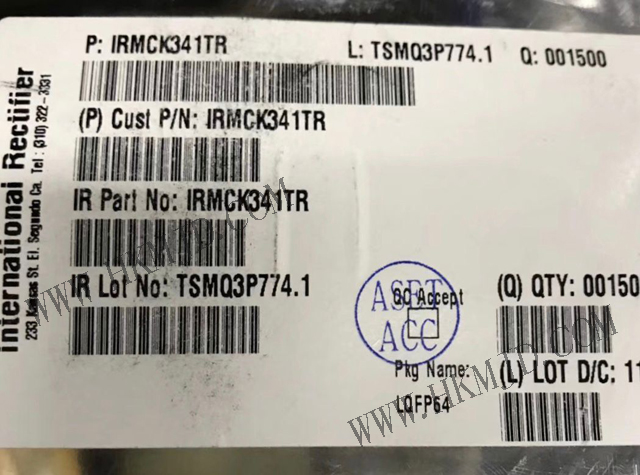 P: IRMCK341TR L: TSMQ3P774.1 Q: 001500
(P) Cust P/N: IRMCK341TR
IR Part No: IRMCK341TR
IR Lot No: TSMQ3P774.1
(Q) QTY: 00150
QC Accept
ASET
ACC
Pkg Name:
LQFP64
(L) LOT D/C: 11
International Rectifier
233 Kansas St. El. Segundo Ca. Tel: (310) 322-3331
WWW.HKMJD.COM
WWW.HKMJD.COM